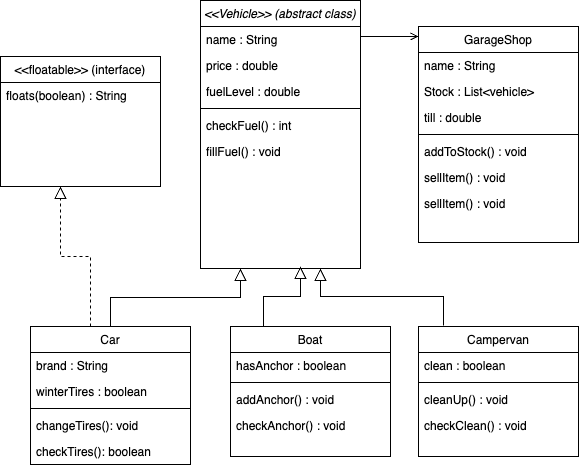 <<Vehicle>> (abstract class)
name : String
price : double
fuelLevel : double
checkFuel() : int
fillFuel() : void
GarageShop
name : String
Stock : List<vehicle>
till : double
addToStock() : void
sellItem() : void
sellItem() : void
<<floatable>> (interface)
floats(boolean) : String
Car
brand : String
winterTires : boolean
changeTires(): void
checkTires(): boolean
Boat
hasAnchor : boolean
addAnchor() : void
checkAnchor() : void
Campervan
clean : boolean
cleanUp() : void
checkClean() : void